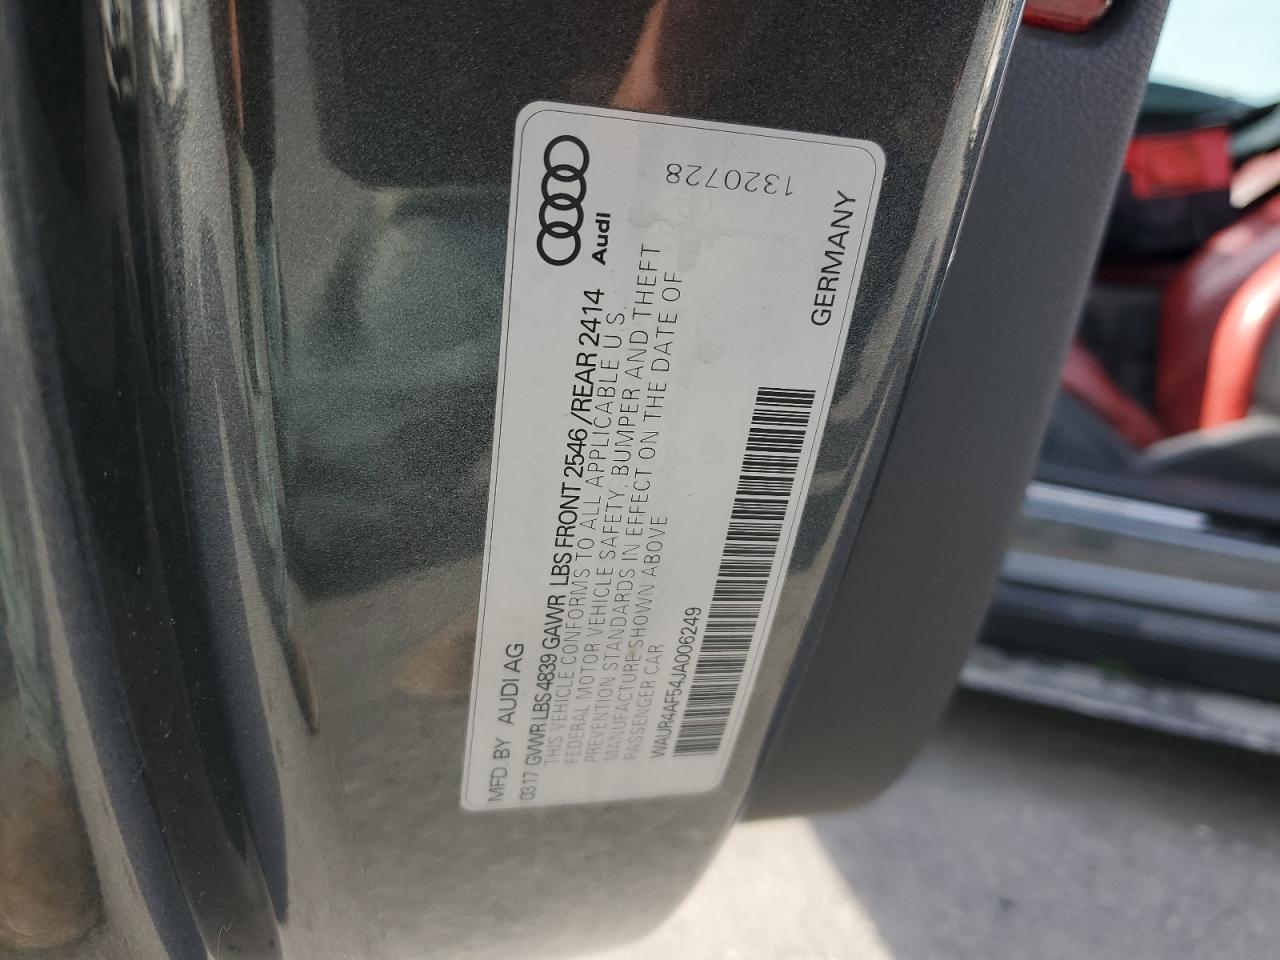 MFD. BY AUDI AG
0317 GVWR LBS 4839 GAWR LBS FRONT 2546 /REAR 2414
THIS VEHICLE CONFORMS TO ALL APPLICABLE U.S.
FEDERAL MOTOR VEHICLE SAFETY, BUMPER AND THEFT
PREVENTION STANDARDS IN EFFECT ON THE DATE OF
MANUFACTURE SHOWN ABOVE
PASSENGER CAR
WAUR4AF54JA006249
Audi
1320728
GERMANY